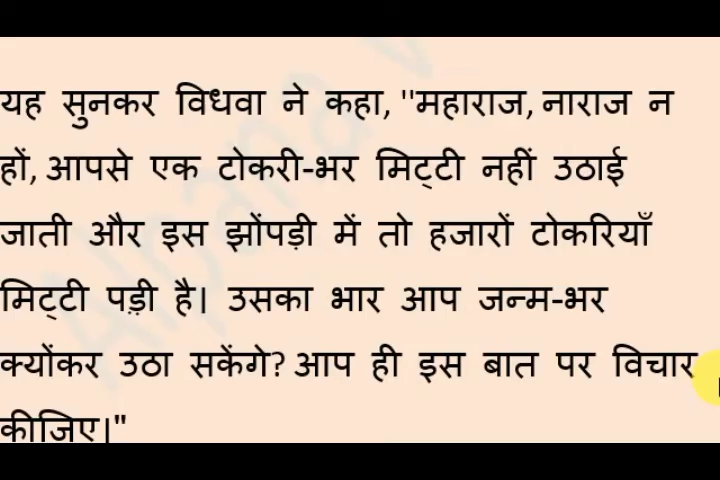 यह सुनकर विधवा ने कहा, "महाराज, नाराज न
हों, आपसे एक टोकरी-भर मिट्टी नहीं उठाई
जाती और इस झोंपड़ी में तो हजारों टोकरियाँ
मिट्टी पड़ी है। उसका भार आप जन्म-भर
क्योंकर उठा सकेंगे? आप ही इस बात पर विचार
कीजिए।"